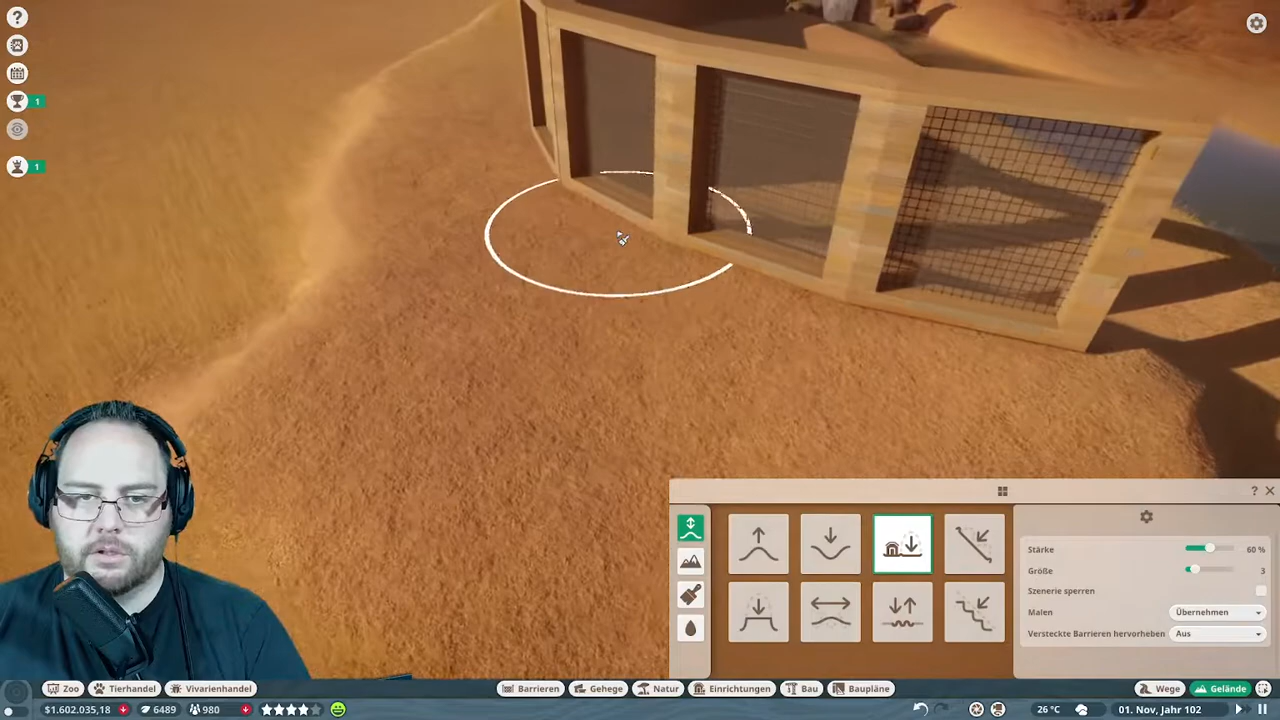 ?
1
1
? ×
Stärke 60 %
Größe 3
Szenerie sperren
Malen Übernehmen
Versteckte Barrieren hervorheben Aus
Zoo Tierhandel Vivarienhandel Barrieren Gehege Natur Einrichtungen Bau Baupläne Wege Gelände
$1.602.035,18 6489 980 26 °C 01. Nov, Jahr 102